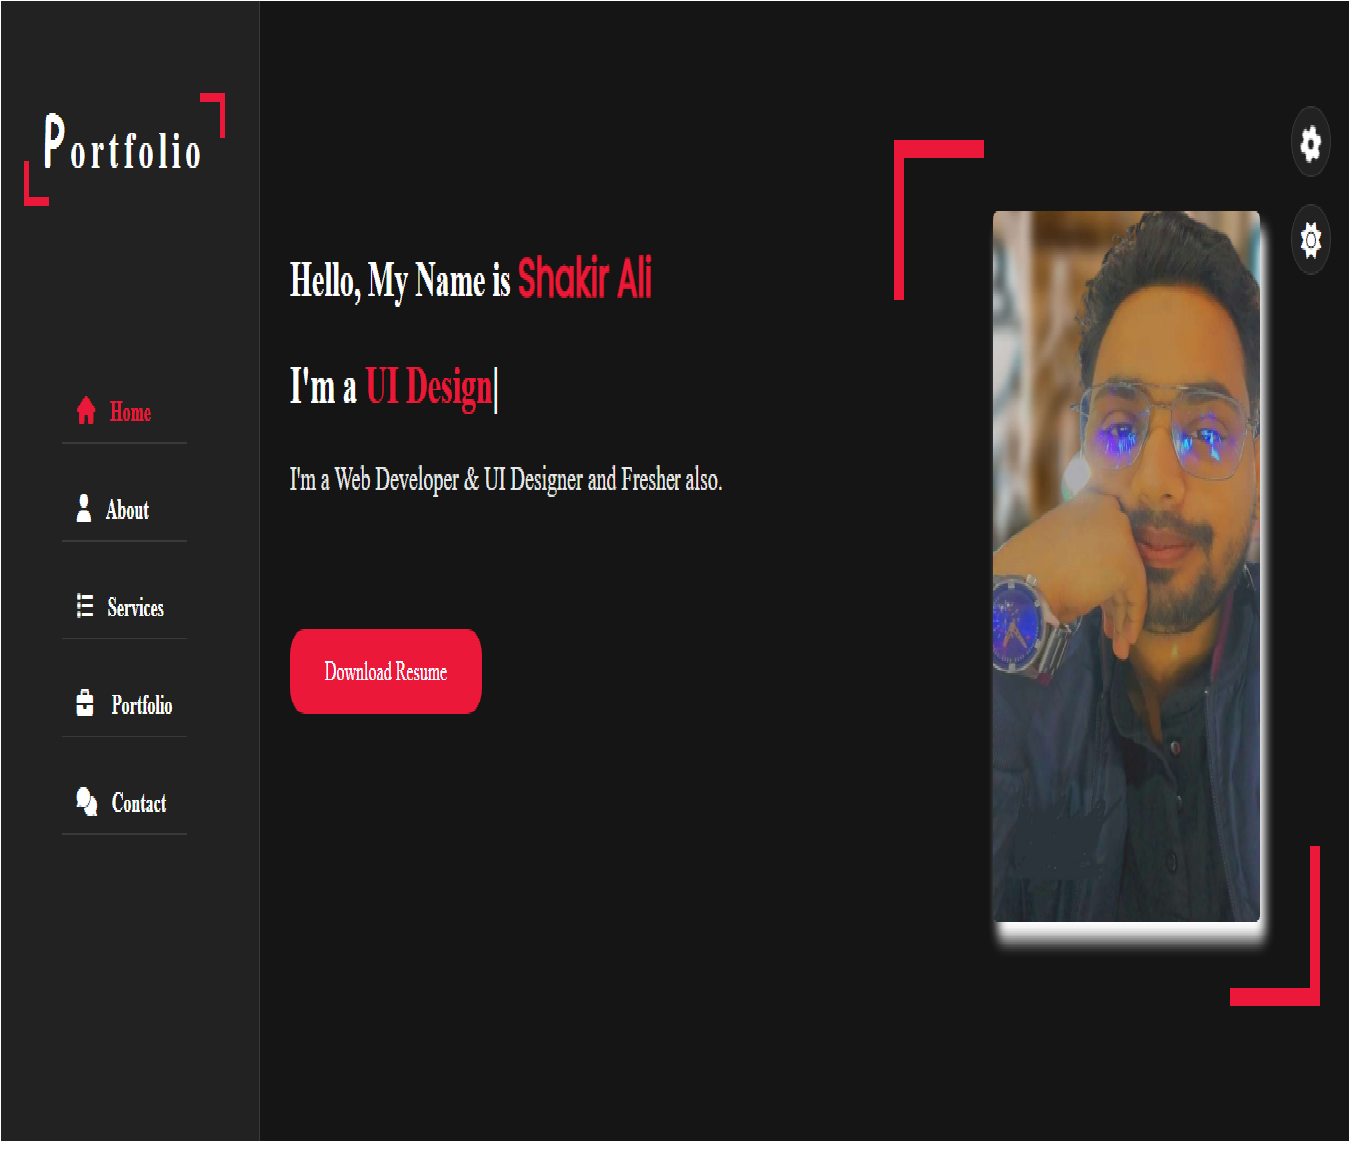 Portfolio
Home
About
Services
Portfolio
Contact
Hello, My Name is Shakir Ali
I'm a UI Design|
I'm a Web Developer & UI Designer and Fresher also.
Download Resume